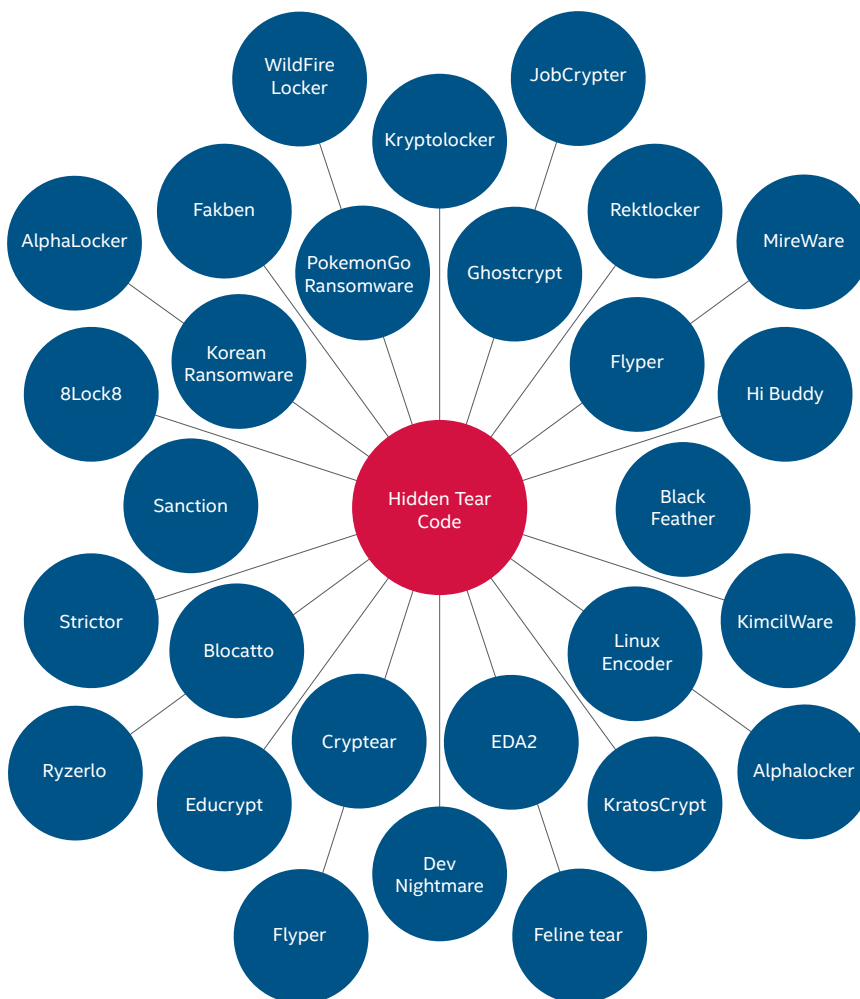 WildFire
Locker
JobCrypter
Kryptolocker
Fakben
Rektlocker
AlphaLocker
MireWare
PokemonGo
Ransomware
Ghostcrypt
Korean
Ransomware
Flyper
8Lock8
Hi Buddy
Hidden Tear
Code
Sanction
Black
Feather
Strictor
KimcilWare
Blocatto
Linux
Encoder
Cryptear
EDA2
Ryzerlo
Alphalocker
Educrypt
KratosCrypt
Dev
Nightmare
Flyper
Feline tear